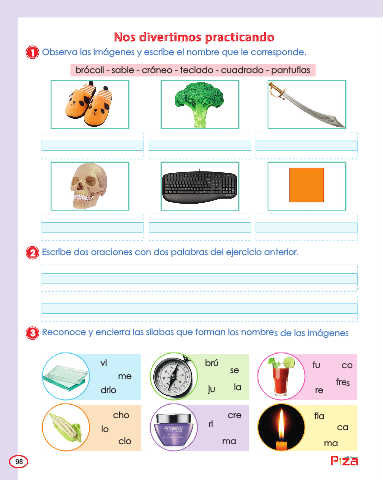 Nos divertimos practicando
1 Observa las imágenes y escribe el nombre que le corresponde.
brócoli - sable - cráneo - teclado - cuadrado - pantuflas
2 Escribe dos oraciones con dos palabras del ejercicio anterior.
3 Reconoce y encierra las sílabas que forman los nombres de las imágenes
vi
me
drio
brú
se
ju
la
fu
co
fres
re
cho
lo
clo
cre
ri
ma
fla
ca
ma
98